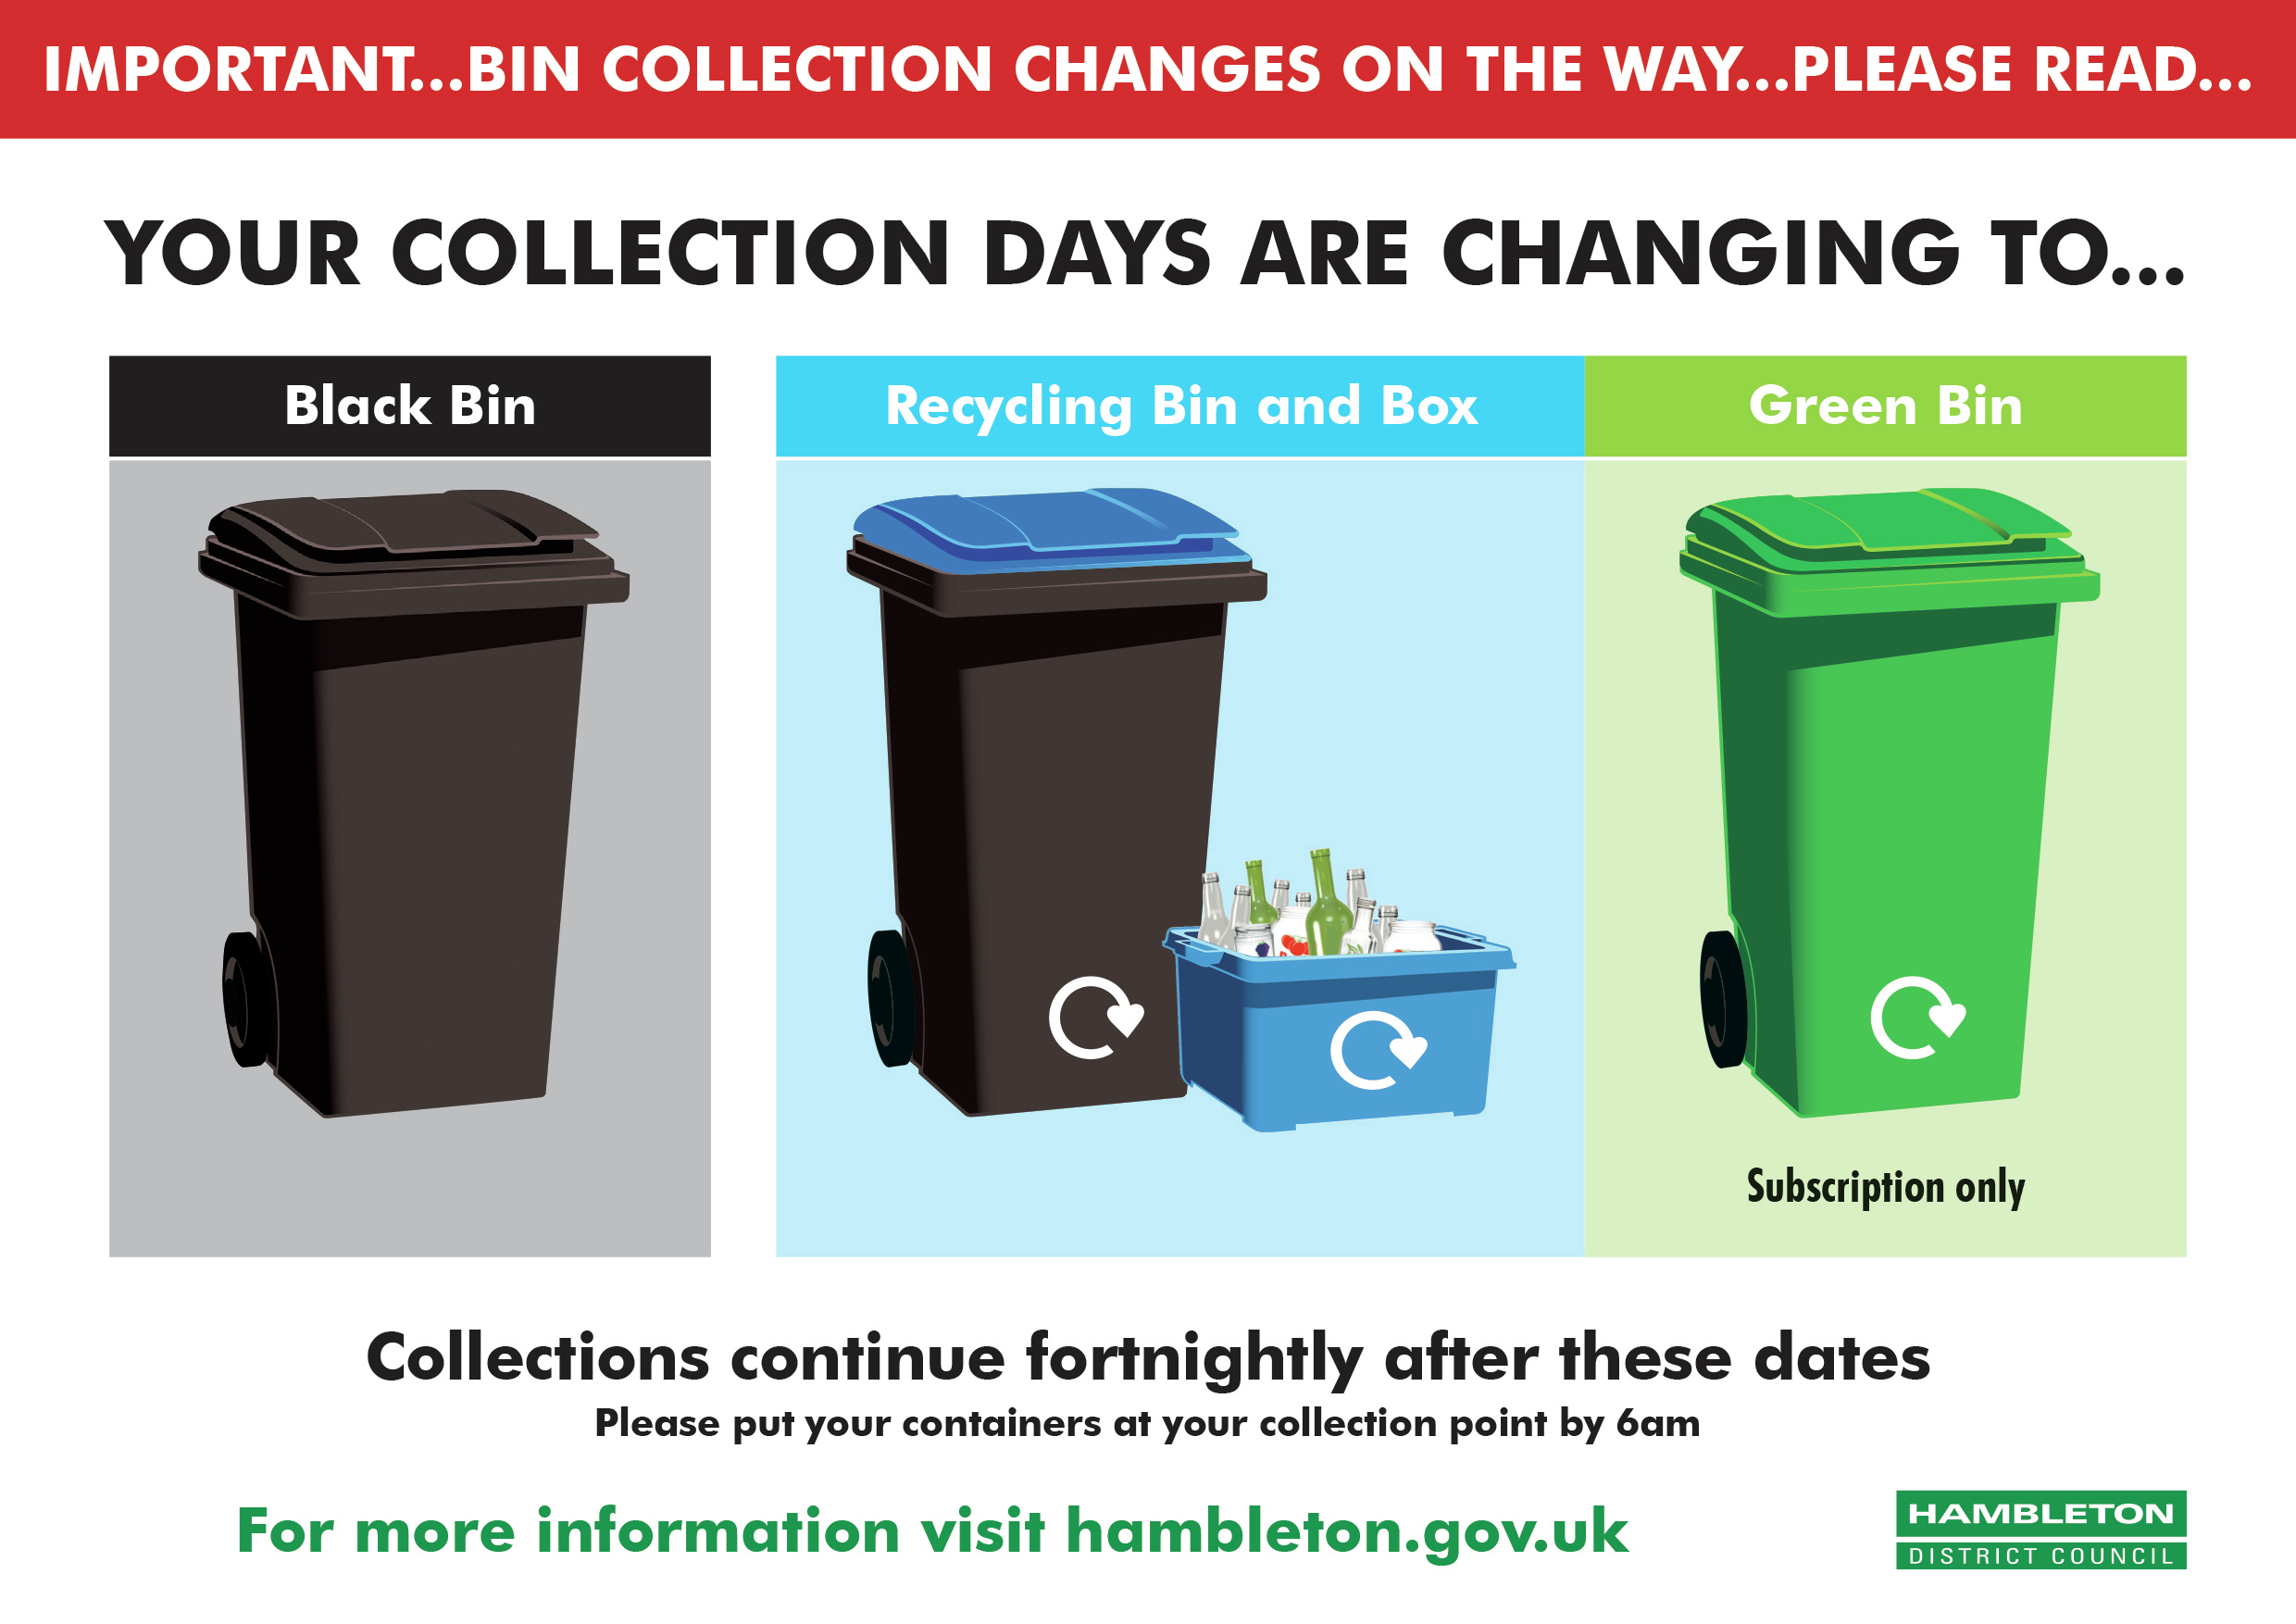 IMPORTANT...BIN COLLECTION CHANGES ON THE WAY...PLEASE READ...
YOUR COLLECTION DAYS ARE CHANGING TO...
Black Bin
Recycling Bin and Box
Green Bin
Subscription only
Collections continue fortnightly after these dates
Please put your containers at your collection point by 6am
For more information visit hambleton.gov.uk
HAMBLETON
DISTRICT COUNCIL